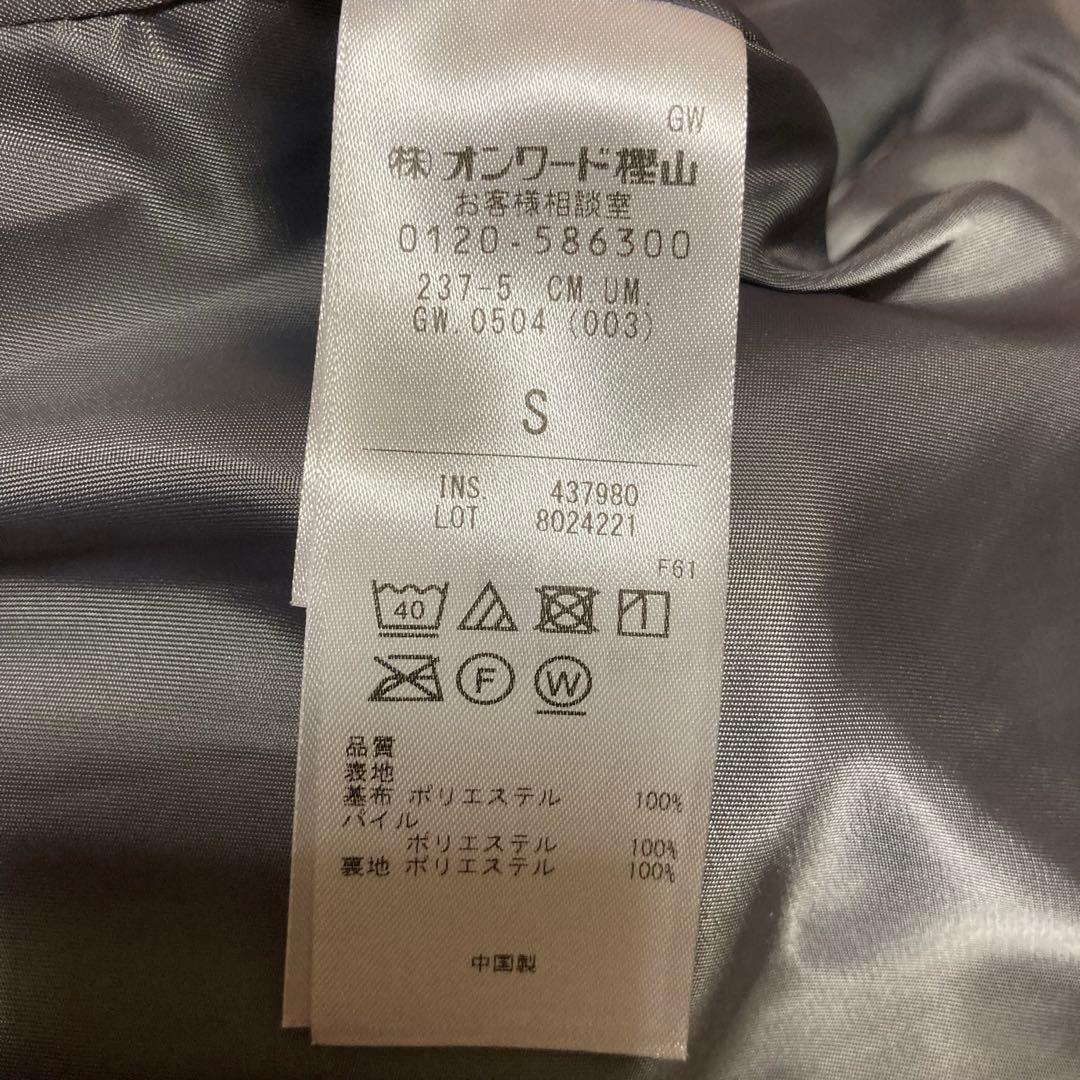 GW
㈱オンワード樫山
お客様相談室
0120-586300
237-5 CM.UM.
GW.0504 (003)
S
INS 437980
LOT 8024221
F61
40
F W
品質
表地
基布 ポリエステル 100%
パイル
ポリエステル 100%
裏地 ポリエステル 100%
中国製